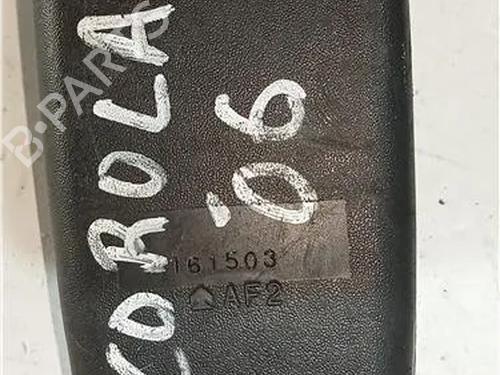 COROLA
'06
161503
AF2
B-PARTS